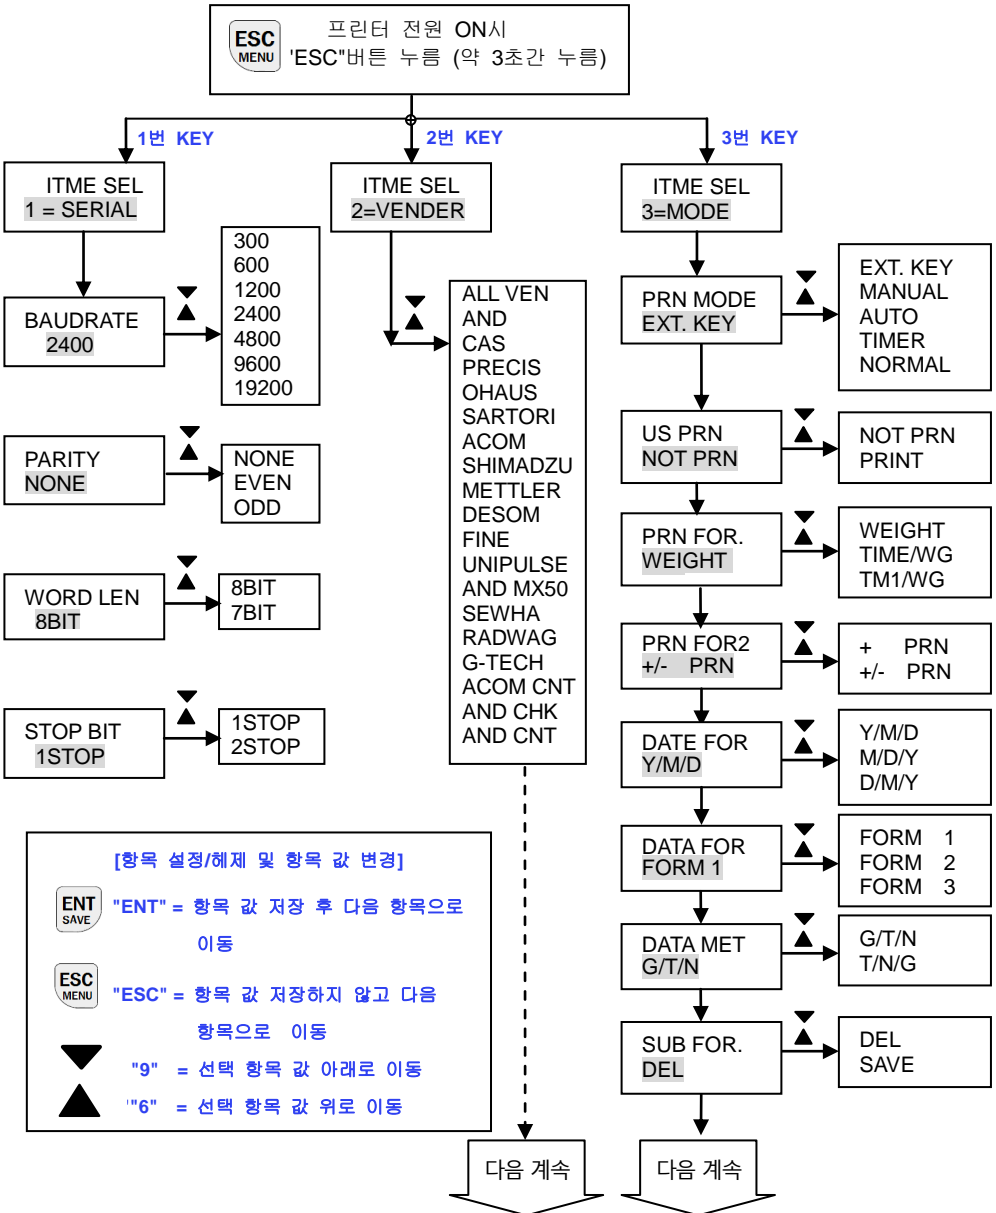 ESC
MENU
프린터 전원 ON시
'ESC"버튼 누름 (약 3초간 누름)
1번 KEY
2번 KEY
3번 KEY
ITME SEL
1 = SERIAL
BAUDRATE
2400
300
600
1200
2400
4800
9600
19200
PARITY
NONE
NONE
EVEN
ODD
WORD LEN
8BIT
8BIT
7BIT
STOP BIT
1STOP
1STOP
2STOP
ITME SEL
2=VENDER
ALL VEN
AND
CAS
PRECIS
OHAUS
SARTORI
ACOM
SHIMADZU
METTLER
DESOM
FINE
UNIPULSE
AND MX50
SEWHA
RADWAG
G-TECH
ACOM CNT
AND CHK
AND CNT
다음 계속
ITME SEL
3=MODE
PRN MODE
EXT. KEY
EXT. KEY
MANUAL
AUTO
TIMER
NORMAL
US PRN
NOT PRN
NOT PRN
PRINT
PRN FOR.
WEIGHT
WEIGHT
TIME/WG
TM1/WG
PRN FOR2
+/- PRN
+ PRN
+/- PRN
DATE FOR
Y/M/D
Y/M/D
M/D/Y
D/M/Y
DATA FOR
FORM 1
FORM 1
FORM 2
FORM 3
DATA MET
G/T/N
G/T/N
T/N/G
SUB FOR.
DEL
DEL
SAVE
다음 계속
[항목 설정/헤제 및 항목 값 변경]
ENT
SAVE
"ENT" = 항목 값 저장 후 다음 항목으로
이동
ESC
MENU
"ESC" = 항목 값 저장하지 않고 다음
항목으로 이동
"9" = 선택 항목 값 아래로 이동
'"6" = 선택 항목 값 위로 이동